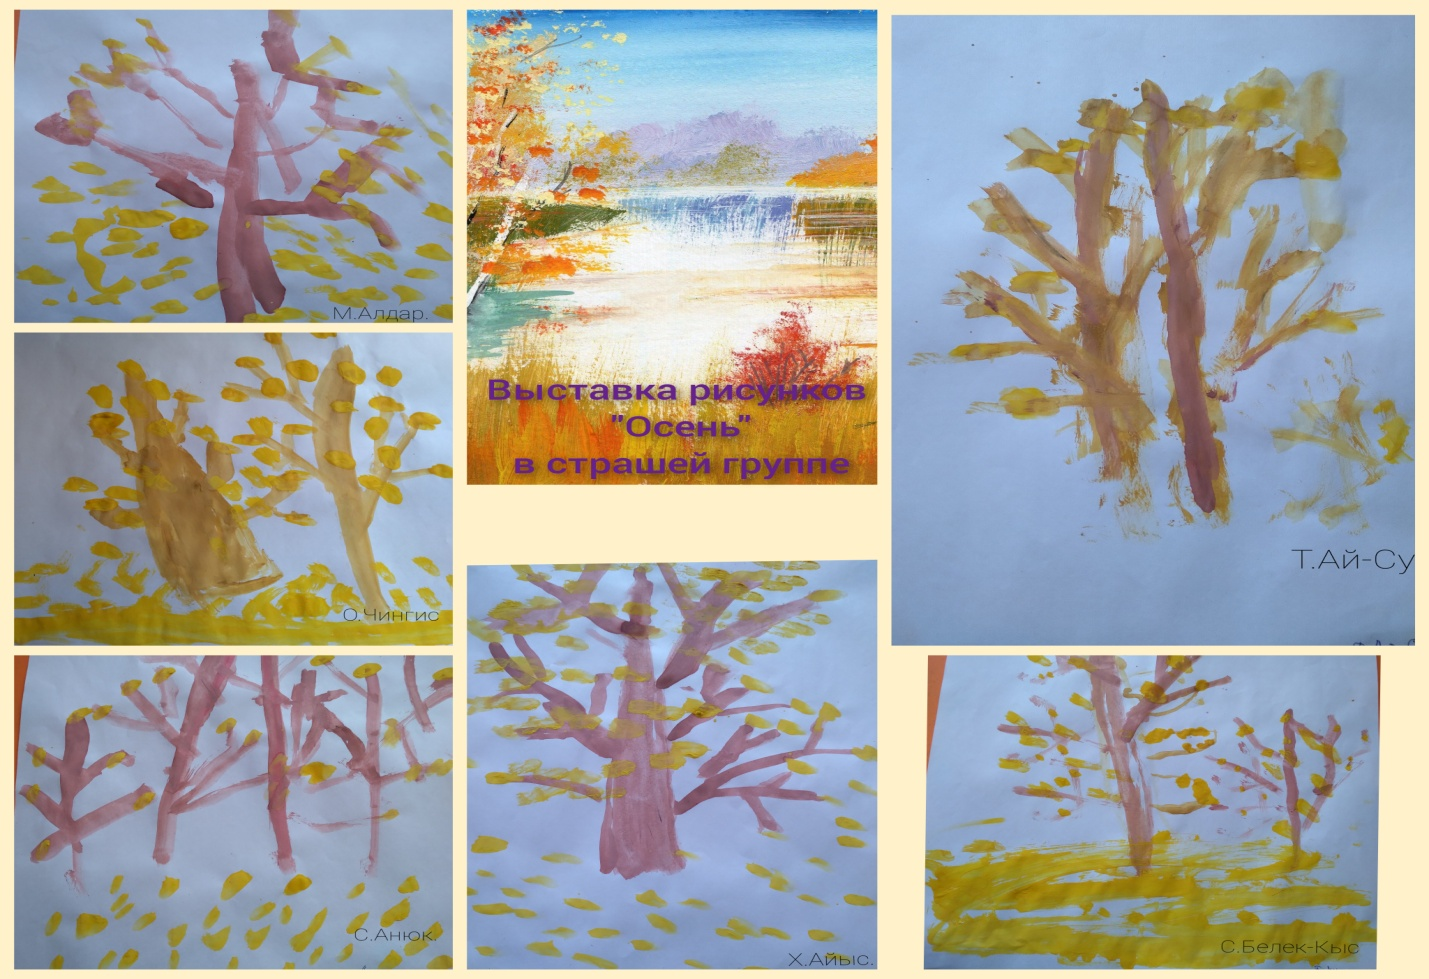 М.Алдар.
Выставка рисунков
"Осень"
в страшей группе
Т.Ай-Су
О.Чингис
С.Анюк.
Х.Айыс.
С.Белек-Кыс